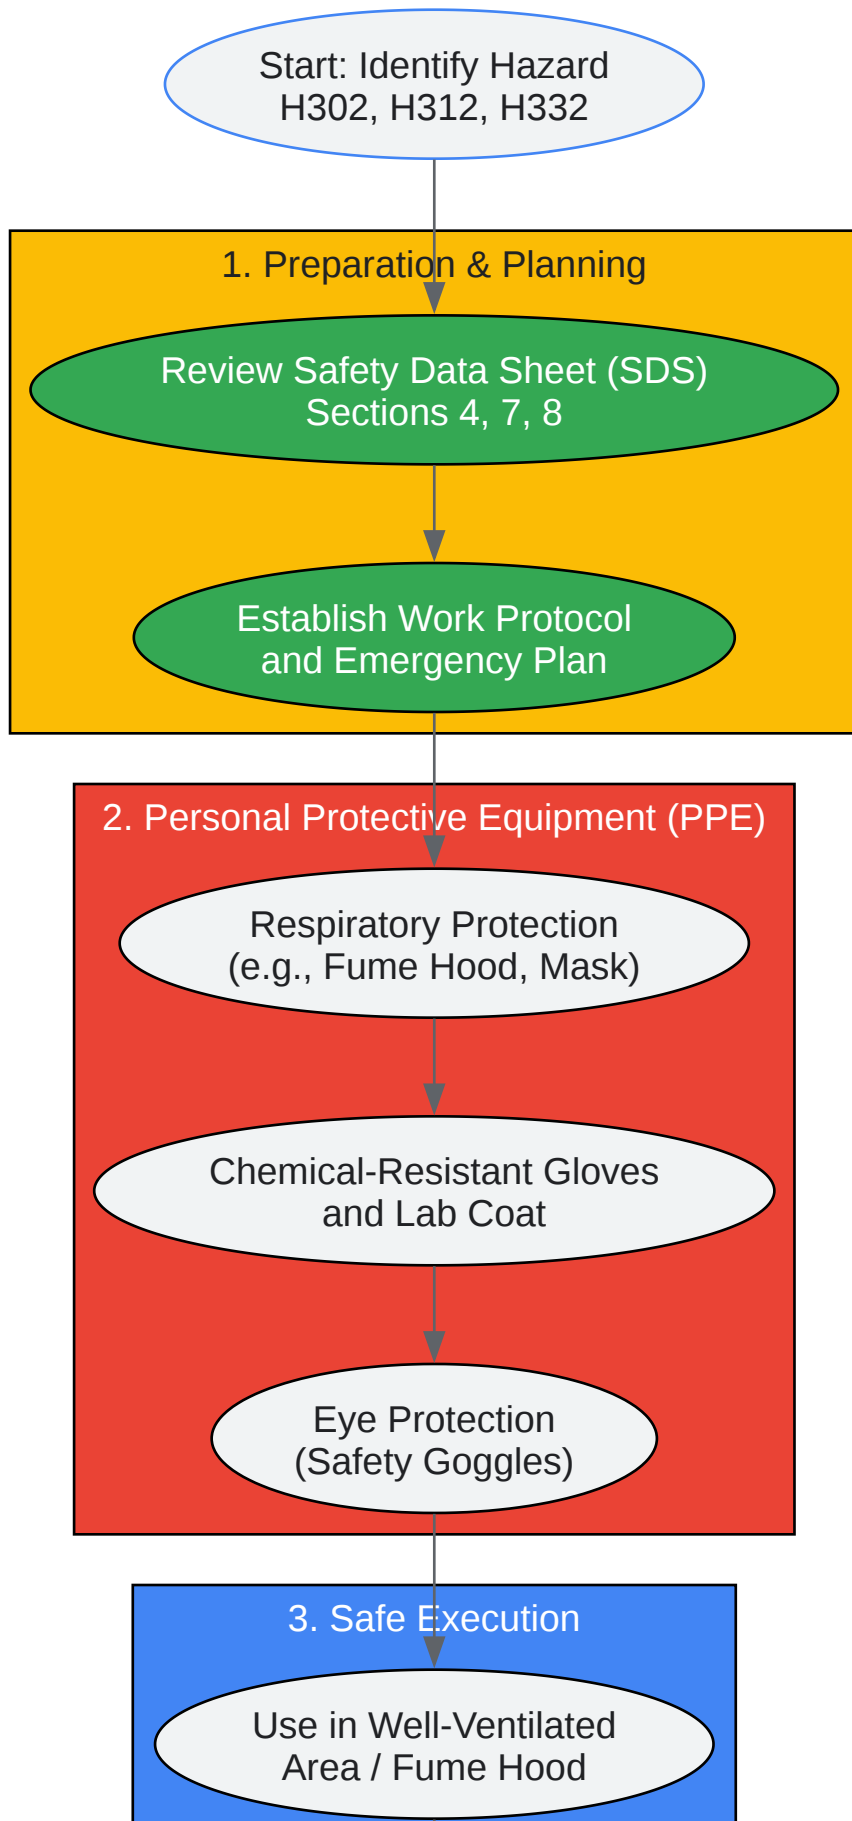 Start: Identify Hazard
H302, H312, H332
1. Preparation & Planning
Review Safety Data Sheet (SDS)
Sections 4, 7, 8
Establish Work Protocol
and Emergency Plan
2. Personal Protective Equipment (PPE)
Respiratory Protection
(e.g., Fume Hood, Mask)
Chemical-Resistant Gloves
and Lab Coat
Eye Protection
(Safety Goggles)
3. Safe Execution
Use in Well-Ventilated
Area / Fume Hood